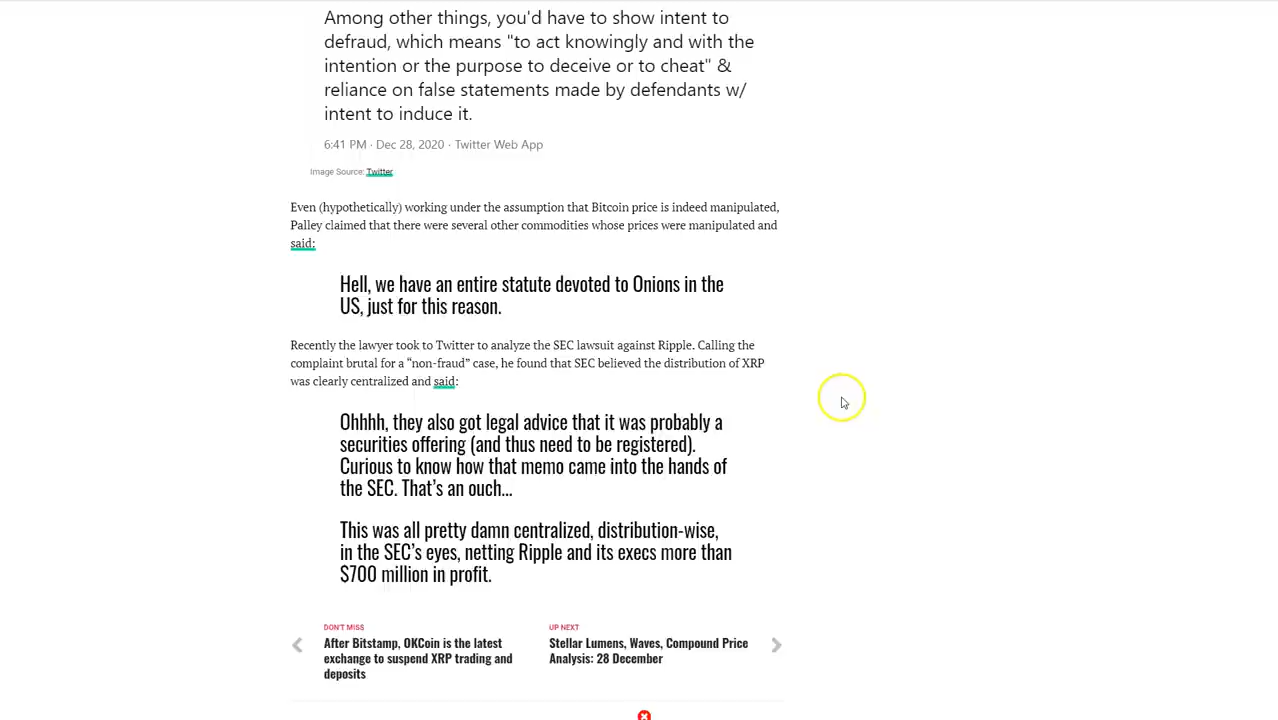 Among other things, you'd have to show intent to
defraud, which means "to act knowingly and with the
intention or the purpose to deceive or to cheat" &
reliance on false statements made by defendants w/
intent to induce it.
6:41 PM · Dec 28, 2020 · Twitter Web App
Image Source: Twitter
Even (hypothetically) working under the assumption that Bitcoin price is indeed manipulated,
Palley claimed that there were several other commodities whose prices were manipulated and
said:
Hell, we have an entire statute devoted to Onions in the
US, just for this reason.
Recently the lawyer took to Twitter to analyze the SEC lawsuit against Ripple. Calling the
complaint brutal for a “non-fraud” case, he found that SEC believed the distribution of XRP
was clearly centralized and said:
Ohhhh, they also got legal advice that it was probably a
securities offering (and thus need to be registered).
Curious to know how that memo came into the hands of
the SEC. That’s an ouch...
This was all pretty damn centralized, distribution-wise,
in the SEC’s eyes, netting Ripple and its execs more than
$700 million in profit.
DON'T MISS
After Bitstamp, OKCoin is the latest
exchange to suspend XRP trading and
deposits
UP NEXT
Stellar Lumens, Waves, Compound Price
Analysis: 28 December